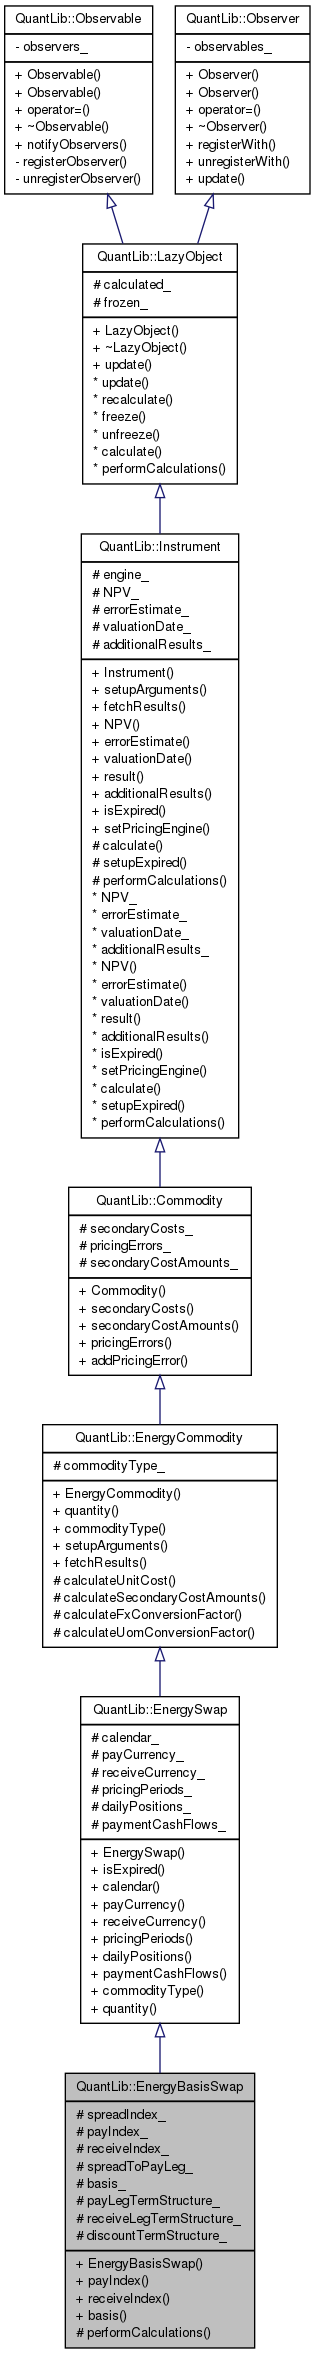 QuantLib::Observable
- observers_
+ Observable()
+ Observable()
+ operator=()
+ ~Observable()
+ notifyObservers()
- registerObserver()
- unregisterObserver()
QuantLib::Observer
- observables_
+ Observer()
+ Observer()
+ operator=()
+ ~Observer()
+ registerWith()
+ unregisterWith()
+ update()
QuantLib::LazyObject
# calculated_
# frozen_
+ LazyObject()
+ ~LazyObject()
+ update()
* update()
* recalculate()
* freeze()
* unfreeze()
* calculate()
* performCalculations()
QuantLib::Instrument
# engine_
# NPV_
# errorEstimate_
# valuationDate_
# additionalResults_
+ Instrument()
+ setupArguments()
+ fetchResults()
+ NPV()
+ errorEstimate()
+ valuationDate()
+ result()
+ additionalResults()
+ isExpired()
+ setPricingEngine()
# calculate()
# setupExpired()
# performCalculations()
* NPV_
* errorEstimate_
* valuationDate_
* additionalResults_
* NPV()
* errorEstimate()
* valuationDate()
* result()
* additionalResults()
* isExpired()
* setPricingEngine()
* calculate()
* setupExpired()
* performCalculations()
QuantLib::Commodity
# secondaryCosts_
# pricingErrors_
# secondaryCostAmounts_
+ Commodity()
+ secondaryCosts()
+ secondaryCostAmounts()
+ pricingErrors()
+ addPricingError()
QuantLib::EnergyCommodity
# commodityType_
+ EnergyCommodity()
+ quantity()
+ commodityType()
+ setupArguments()
+ fetchResults()
# calculateUnitCost()
# calculateSecondaryCostAmounts()
# calculateFxConversionFactor()
# calculateUomConversionFactor()
QuantLib::EnergySwap
# calendar_
# payCurrency_
# receiveCurrency_
# pricingPeriods_
# dailyPositions_
# paymentCashFlows_
+ EnergySwap()
+ isExpired()
+ calendar()
+ payCurrency()
+ receiveCurrency()
+ pricingPeriods()
+ dailyPositions()
+ paymentCashFlows()
+ commodityType()
+ quantity()
QuantLib::EnergyBasisSwap
# spreadIndex_
# payIndex_
# receiveIndex_
# spreadToPayLeg_
# basis_
# payLegTermStructure_
# receiveLegTermStructure_
# discountTermStructure_
+ EnergyBasisSwap()
+ payIndex()
+ receiveIndex()
+ basis()
# performCalculations()